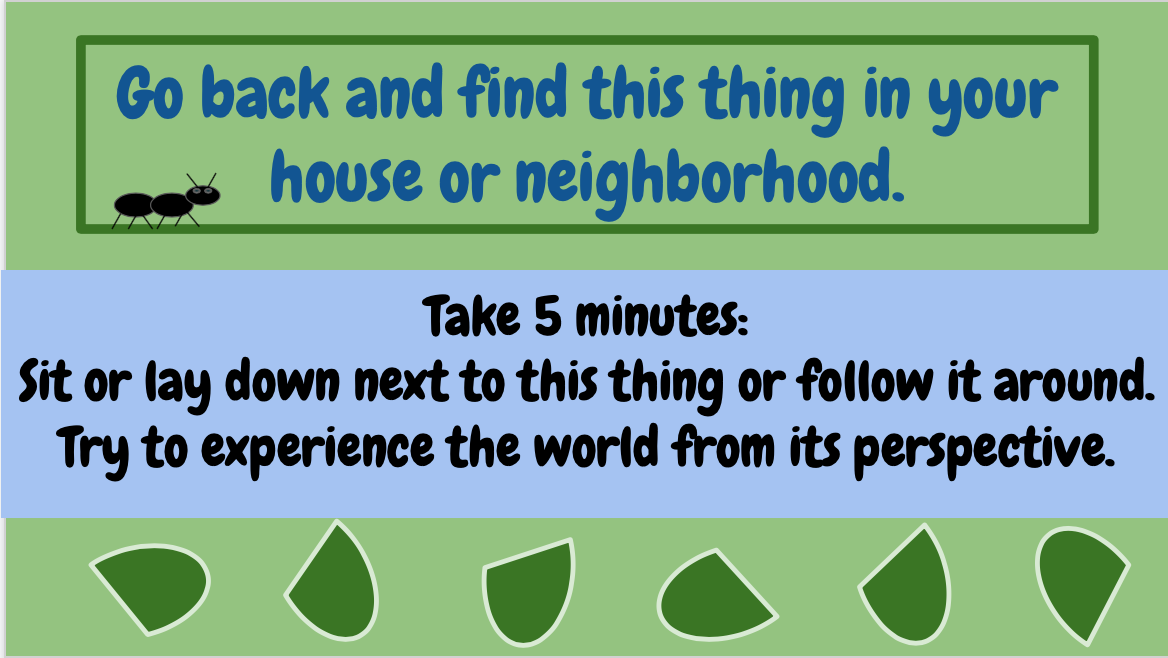 Go back and find this thing in your
house or neighborhood.
Take 5 minutes:
Sit or lay down next to this thing or follow it around.
Try to experience the world from its perspective.